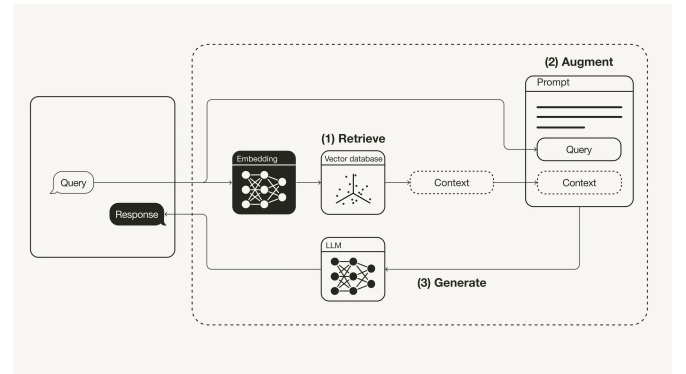 (2) Augment
Prompt
(1) Retrieve
Embedding
Vector database
Query
Query
Context
Context
Response
LLM
(3) Generate